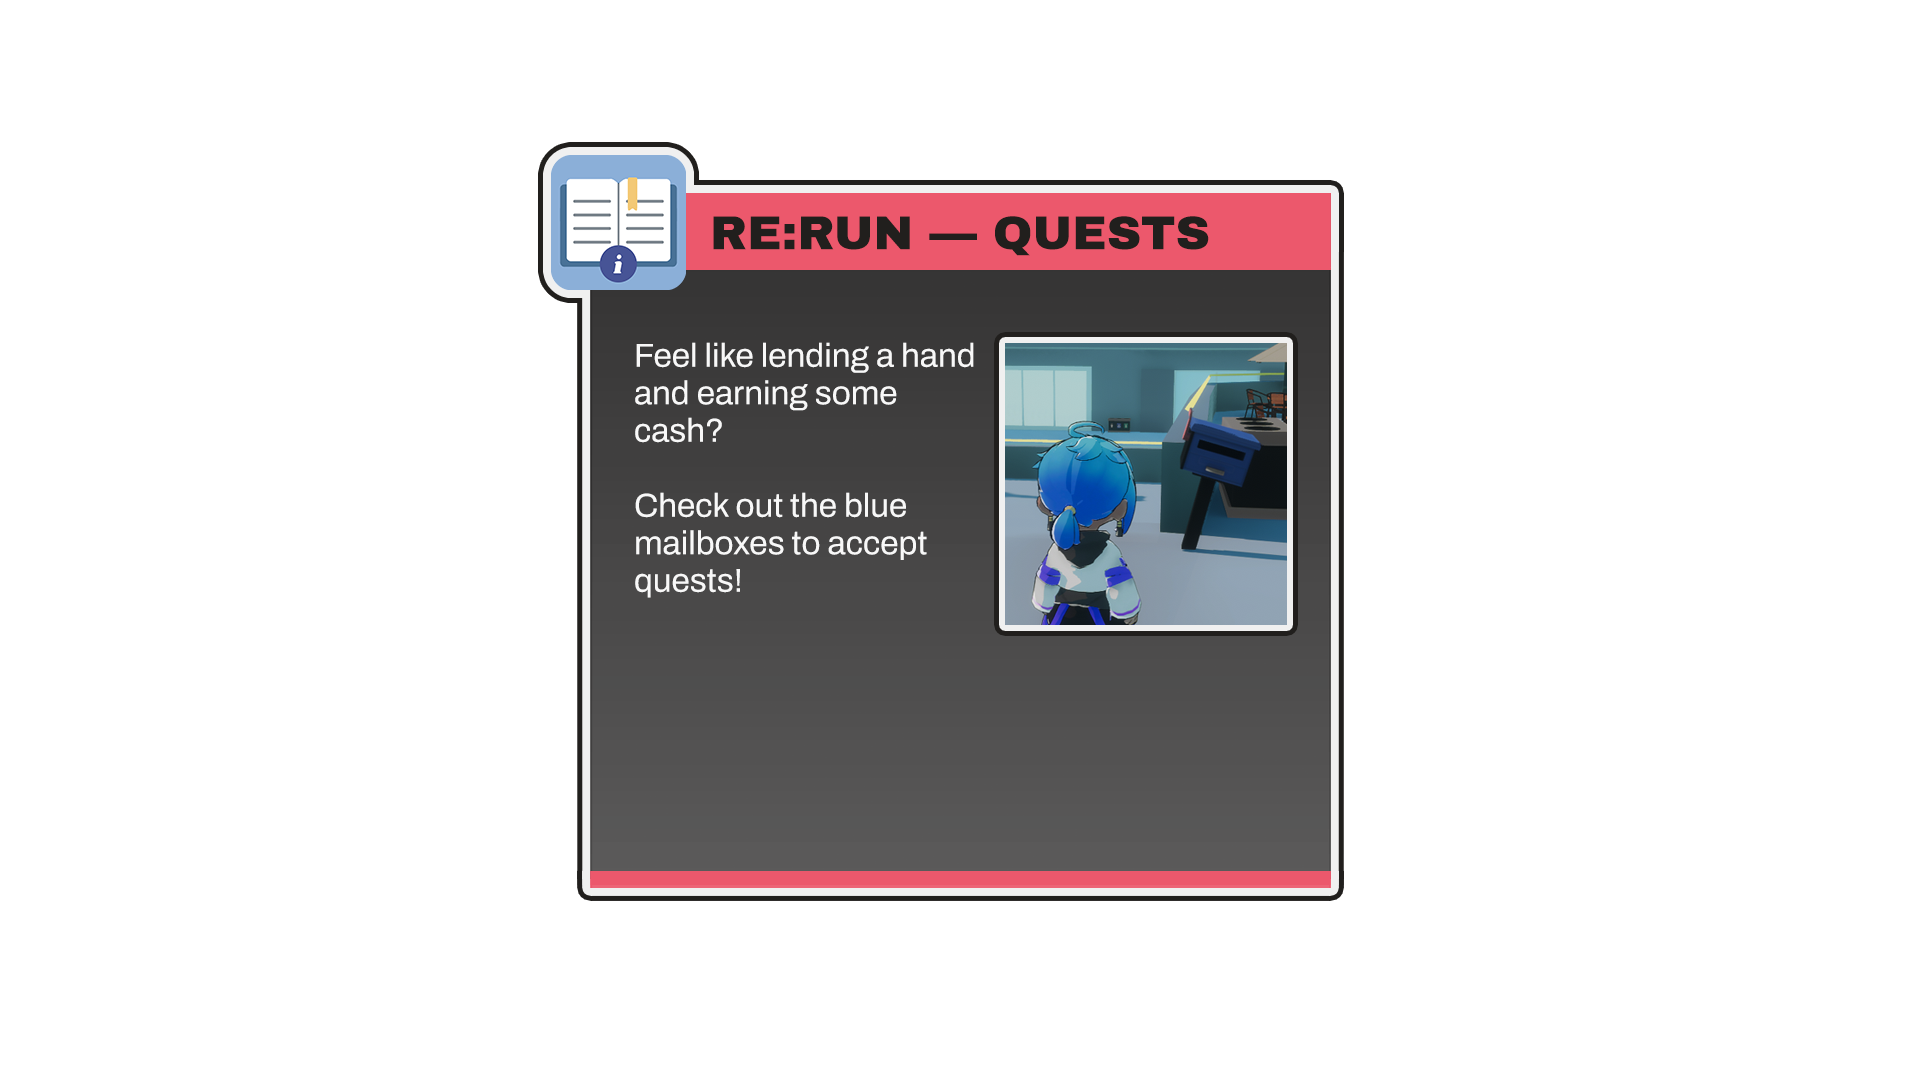 RE:RUN — QUESTS
i
Feel like lending a hand
and earning some
cash?
Check out the blue
mailboxes to accept
quests!